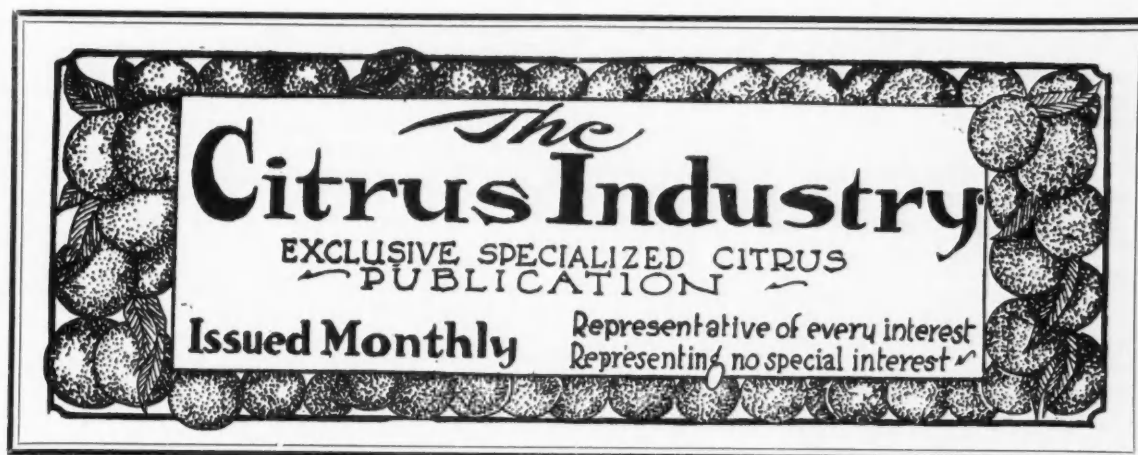 The
Citrus Industry
EXCLUSIVE SPECIALIZED CITRUS
PUBLICATION
Issued Monthly
Representative of every interest
Representing no special interest